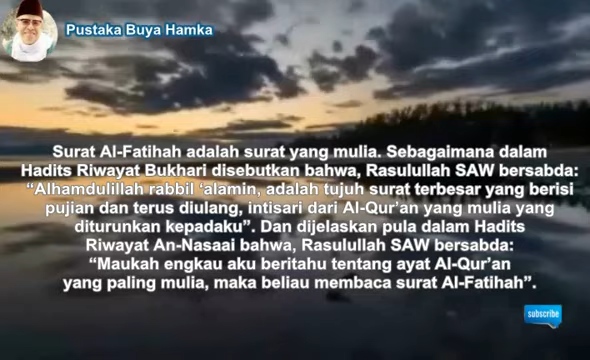 Pustaka Buya Hamka
Surat Al-Fatihah adalah surat yang mulia. Sebagaimana dalam
Hadits Riwayat Bukhari disebutkan bahwa, Rasulullah SAW bersabda:
“Alhamdulillah rabbil ‘alamin, adalah tujuh surat terbesar yang berisi
pujian dan terus diulang, intisari dari Al-Qur’an yang mulia yang
diturunkan kepadaku”. Dan dijelaskan pula dalam Hadits
Riwayat An-Nasaai bahwa, Rasulullah SAW bersabda:
“Maukah engkau aku beritahu tentang ayat Al-Qur’an
yang paling mulia, maka beliau membaca surat Al-Fatihah”.
subscribe